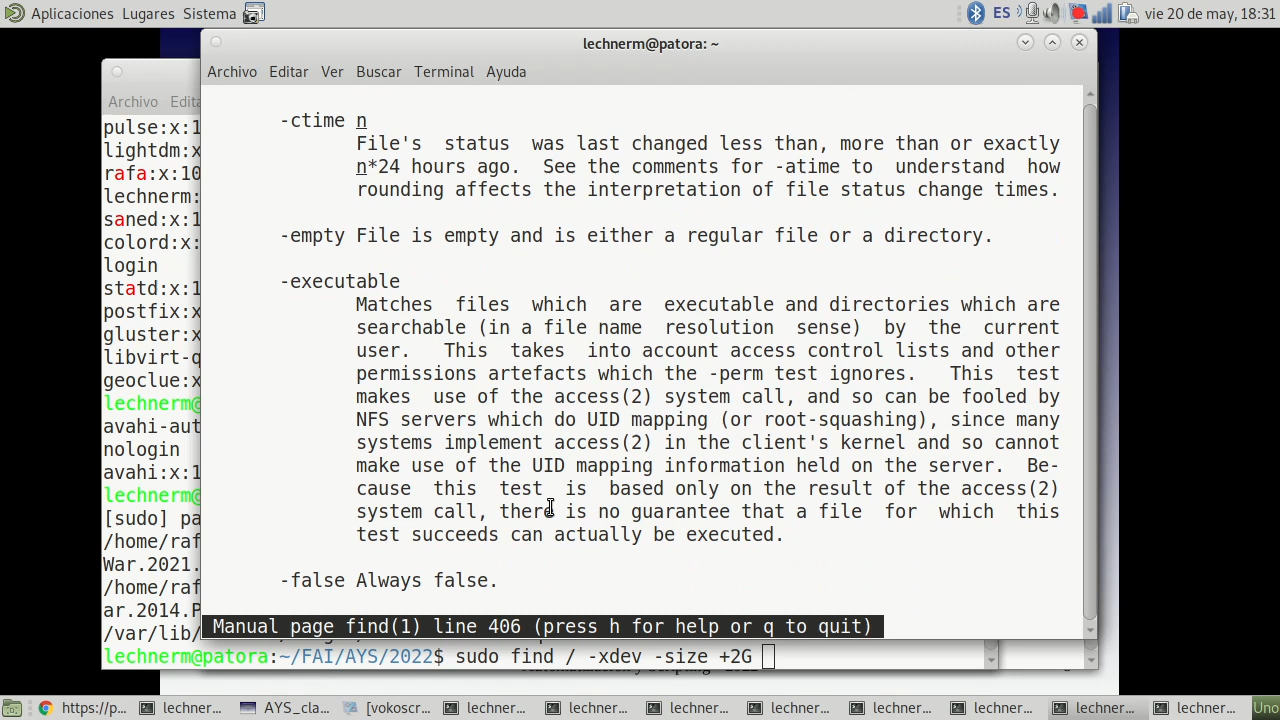 Aplicaciones Lugares Sistema ES vie 20 de may, 18:31
lechnerm@patora: ~
Archivo Editar Ver Buscar Terminal Ayuda
-ctime n
File's status was last changed less than, more than or exactly
n*24 hours ago. See the comments for -atime to understand how
rounding affects the interpretation of file status change times.
-empty File is empty and is either a regular file or a directory.
-executable
Matches files which are executable and directories which are
searchable (in a file name resolution sense) by the current
user. This takes into account access control lists and other
permissions artefacts which the -perm test ignores. This test
makes use of the access(2) system call, and so can be fooled by
NFS servers which do UID mapping (or root-squashing), since many
systems implement access(2) in the client's kernel and so cannot
make use of the UID mapping information held on the server. Be-
cause this test is based only on the result of the access(2)
system call, there is no guarantee that a file for which this
test succeeds can actually be executed.
-false Always false.
Manual page find(1) line 406 (press h for help or q to quit)
Archivo Edita
pulse:x:1
lightdm:x
rafa:x:10
lechnerm:
saned:x:1
colord:x:
login
statd:x:1
postfix:x
gluster:x
libvirt-q
geoclue:x
lechnerm@
avahi-aut
nologin
avahi:x:1
lechnerm@
[sudo] pa
/home/raf
War.2021.
/home/raf
ar.2014.P
/var/lib/
lechnerm@patora:~/FAI/AYS/2022$ sudo find / -xdev -size +2G
https://p... lechner... AYS_cla... [vokoscr... lechner... lechner... lechner... lechner... lechner... lechner... lechner... lechner... Uno